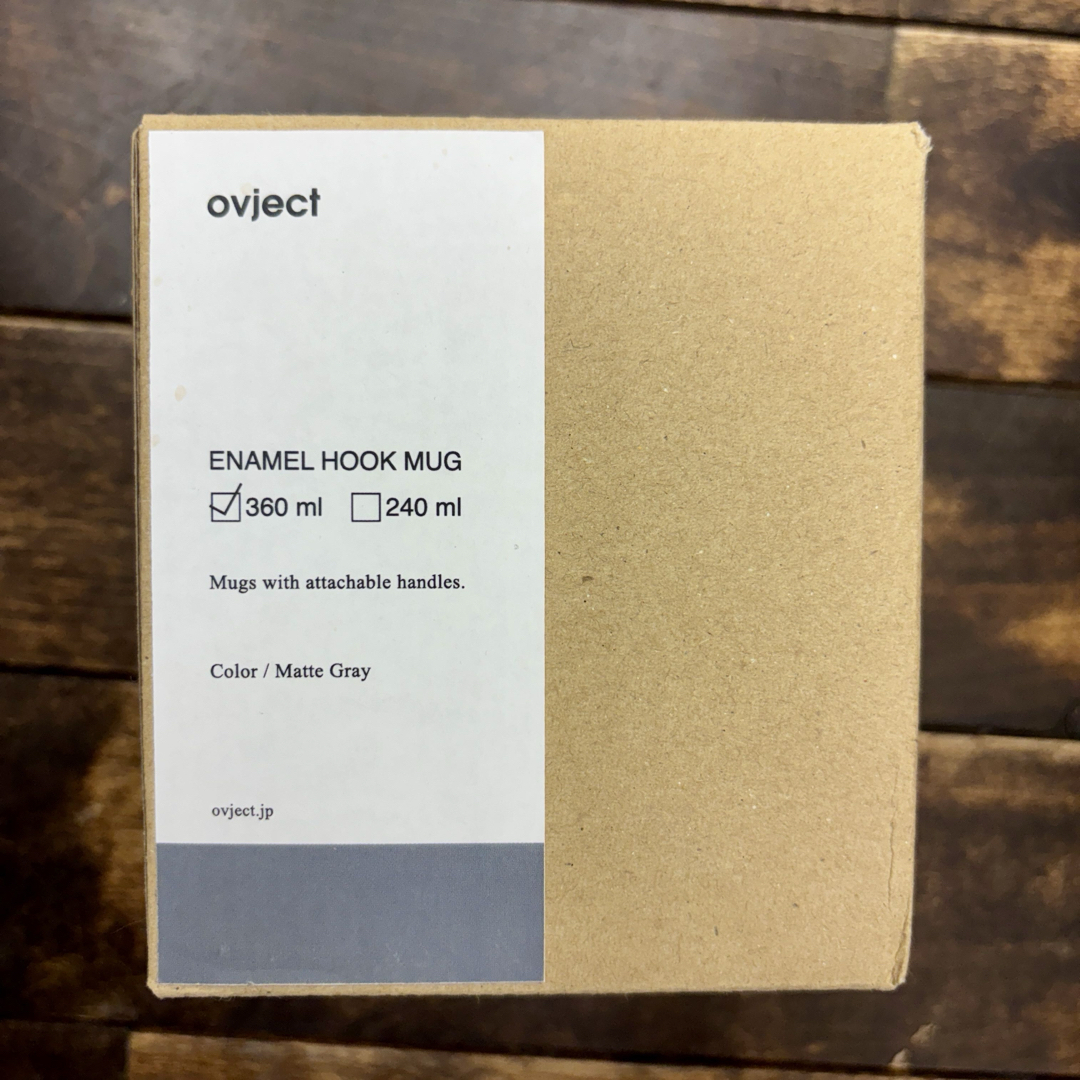 ovject
ENAMEL HOOK MUG
☑360 ml ☐240 ml
Mugs with attachable handles.
Color / Matte Gray
ovject.jp